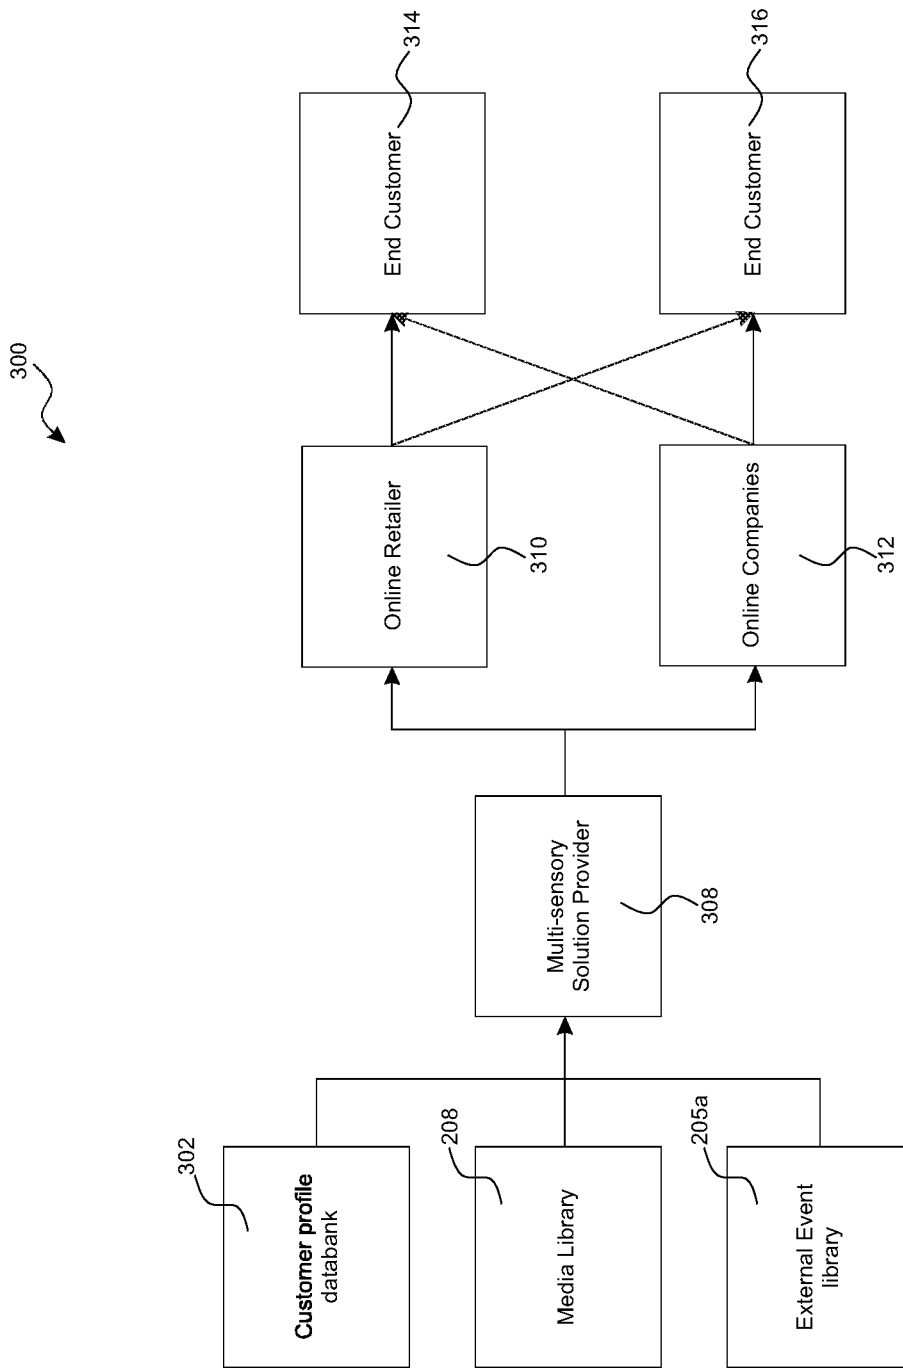 300
302
Customer profile
databank
208
Media Library
205a
External Event
library
Multi-sensory
Solution Provider
308
Online Retailer
310
Online Companies
312
End Customer
314
End Customer
316